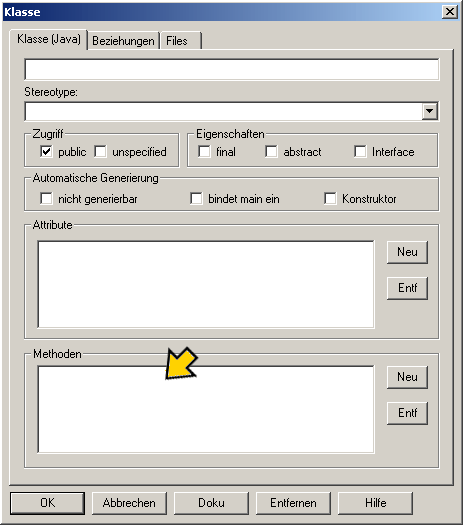 Klasse
Klasse (Java) Beziehungen Files
Stereotype:
Zugriff Eigenschaften
public unspecified final abstract Interface
Automatische Generierung
nicht generierbar bindet main ein Konstruktor
Attribute
Neu
Entf
Methoden
Neu
Entf
OK Abbrechen Doku Entfernen Hilfe